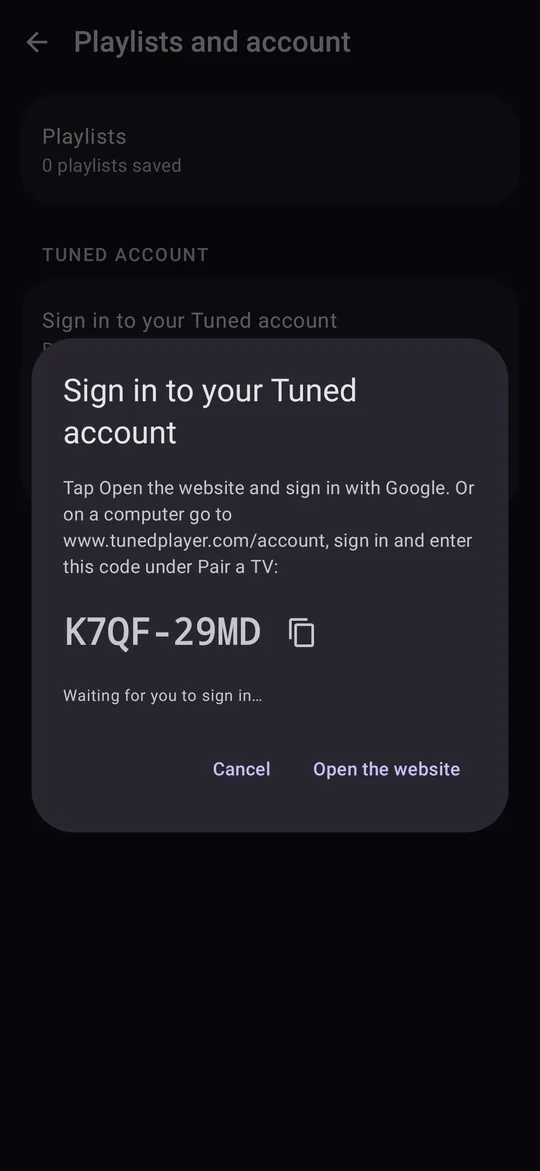 Playlists and account
Playlists
0 playlists saved
TUNED ACCOUNT
Sign in to your Tuned account
Sign in to your Tuned
account
Tap Open the website and sign in with Google. Or
on a computer go to
www.tunedplayer.com/account, sign in and enter
this code under Pair a TV:
K7QF-29MD
Waiting for you to sign in…
Cancel
Open the website